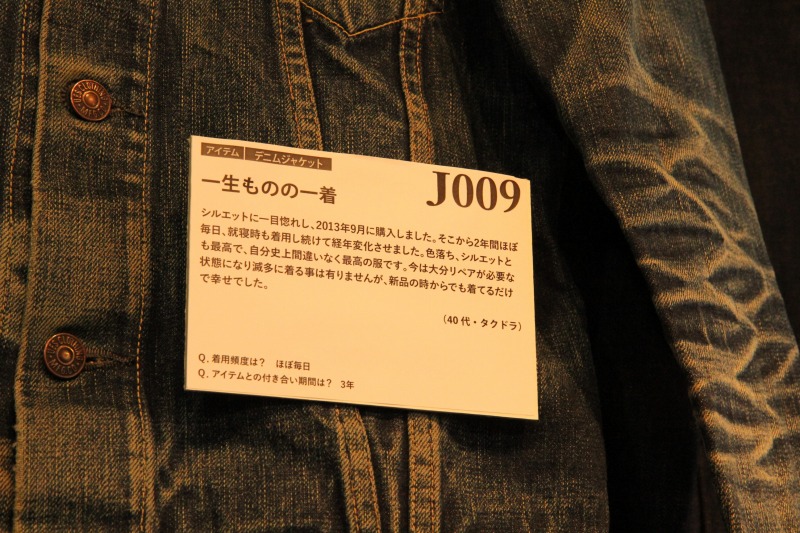 アイテム デニムジャケット
J009
一生ものの一着
シルエットに一目惚れし、2013年9月に購入しました。そこから2年間ほぼ
毎日、就寝時も着用し続けて経年変化させました。色落ち、シルエットと
も最高で、自分史上間違いなく最高の服です。今は大分リペアが必要な
状態になり滅多に着る事は有りませんが、新品の時からでも着てるだけ
で幸せでした。
（40代・タクドラ）
Q. 着用頻度は？ ほぼ毎日
Q. アイテムとの付き合い期間は？ 3年